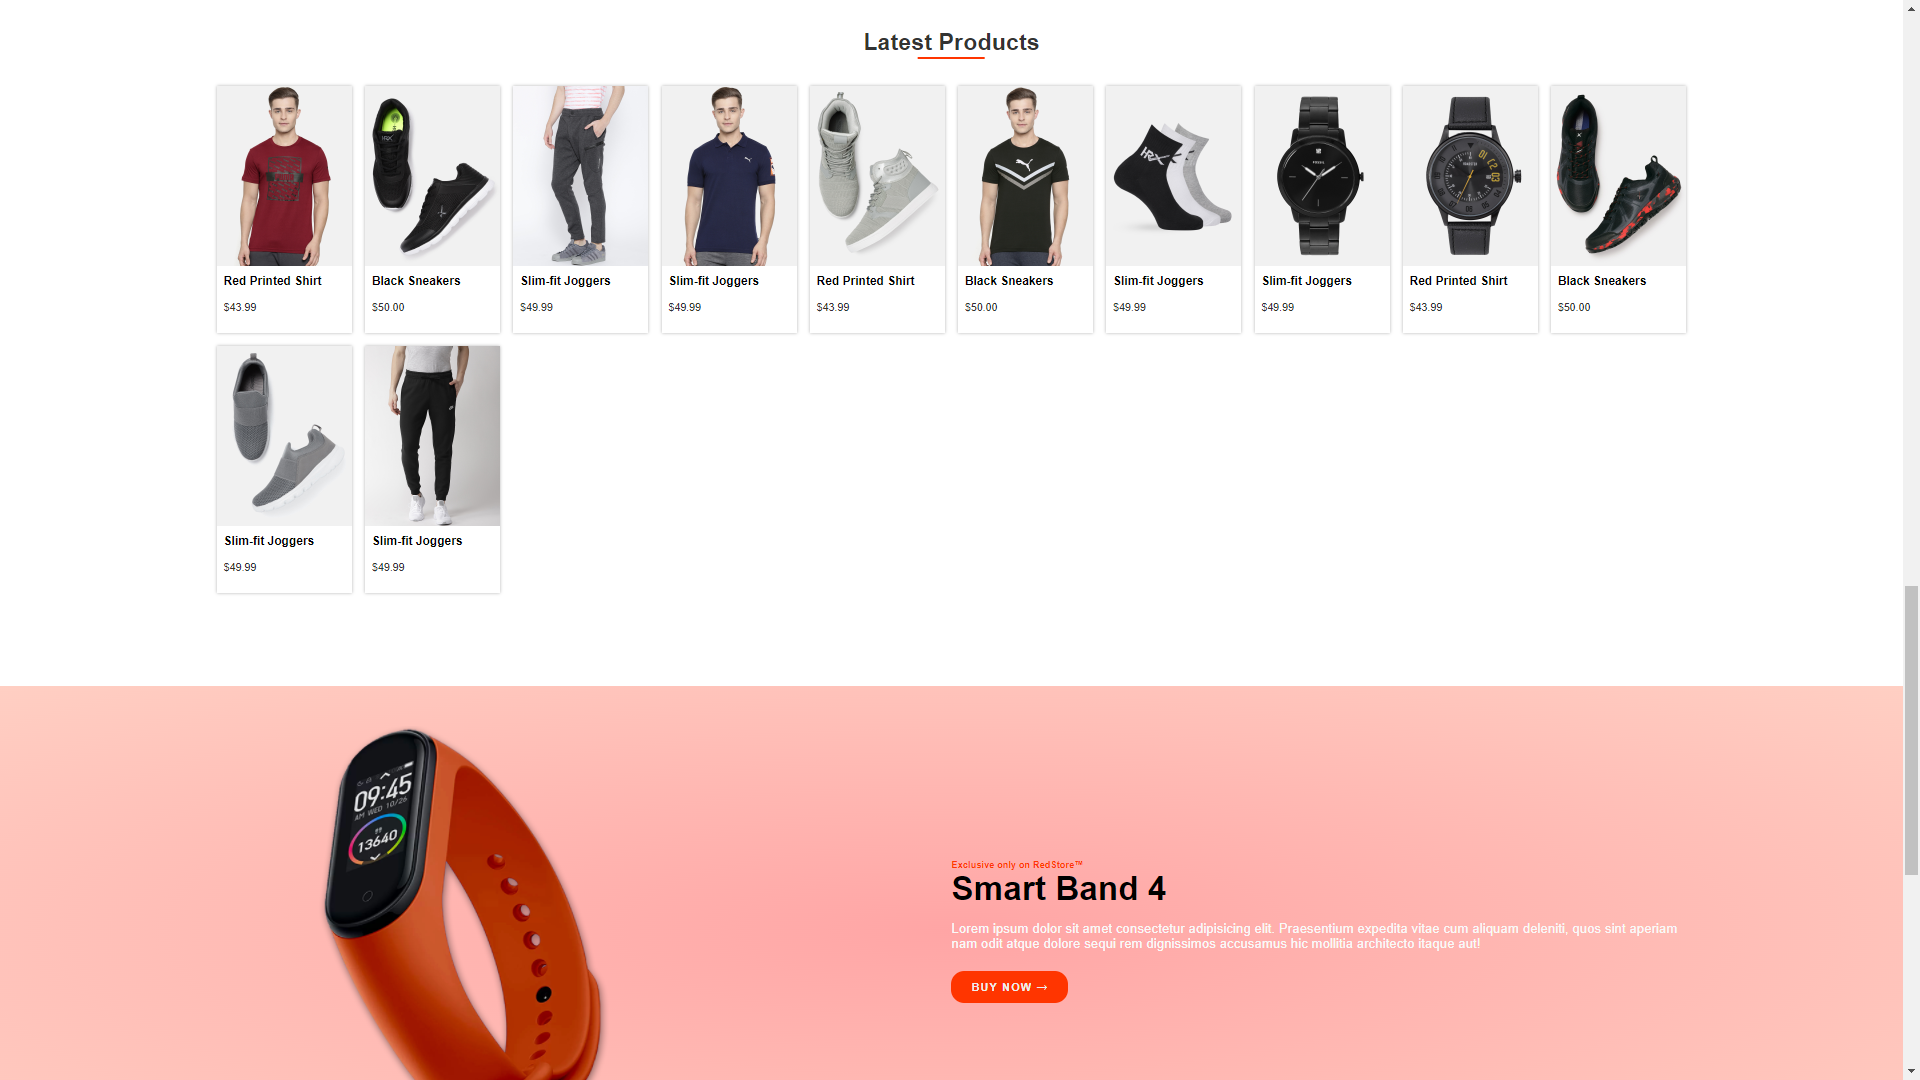 Latest Products
Red Printed Shirt
$43.99
Black Sneakers
$50.00
Slim-fit Joggers
$49.99
Slim-fit Joggers
$49.99
Red Printed Shirt
$43.99
Black Sneakers
$50.00
HRX
Slim-fit Joggers
$49.99
Slim-fit Joggers
$49.99
Red Printed Shirt
$43.99
Black Sneakers
$50.00
Slim-fit Joggers
$49.99
Slim-fit Joggers
$49.99
09:45
AM WED 10/26
13640
Exclusive only on RedStore™
Smart Band 4
Lorem ipsum dolor sit amet consectetur adipisicing elit. Praesentium expedita vitae cum aliquam deleniti, quos sint aperiam
nam odit atque dolore sequi rem dignissimos accusamus hic mollitia architecto itaque aut!
BUY NOW →